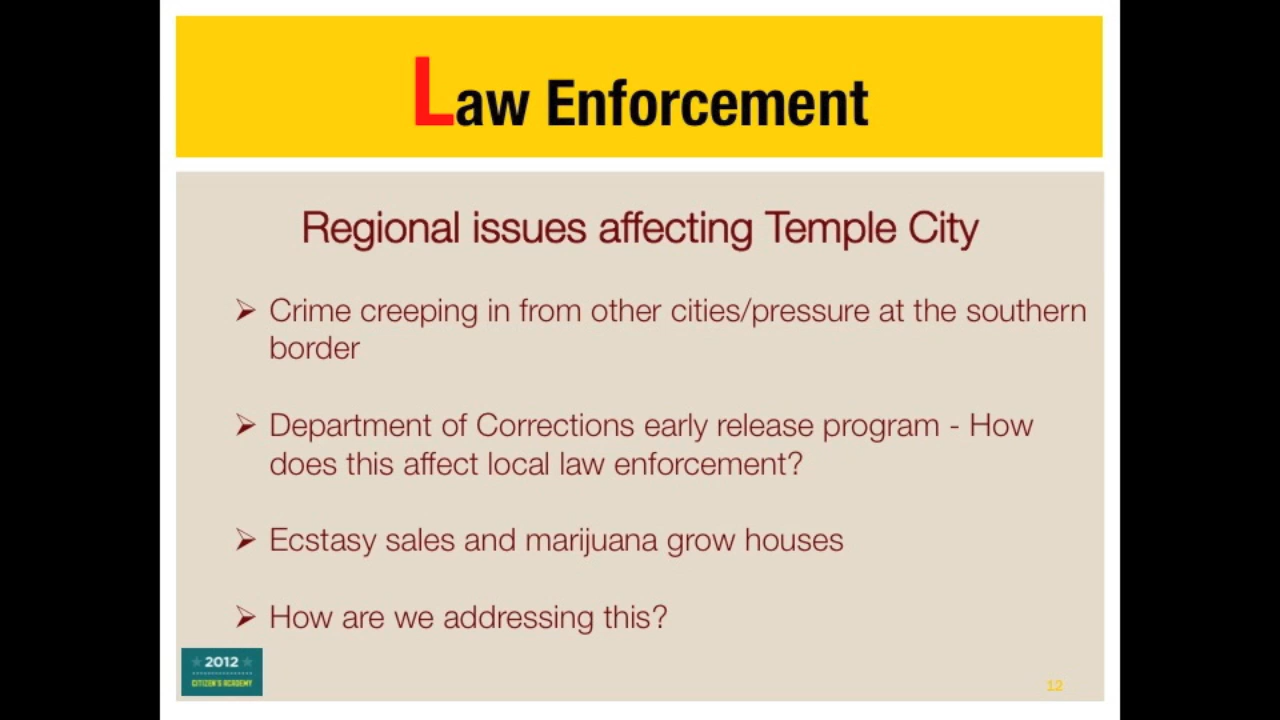 Law Enforcement
Regional issues affecting Temple City
➢ Crime creeping in from other cities/pressure at the southern
border
➢ Department of Corrections early release program - How
does this affect local law enforcement?
➢ Ecstasy sales and marijuana grow houses
➢ How are we addressing this?
2012
CITIZEN'S ACADEMY
12